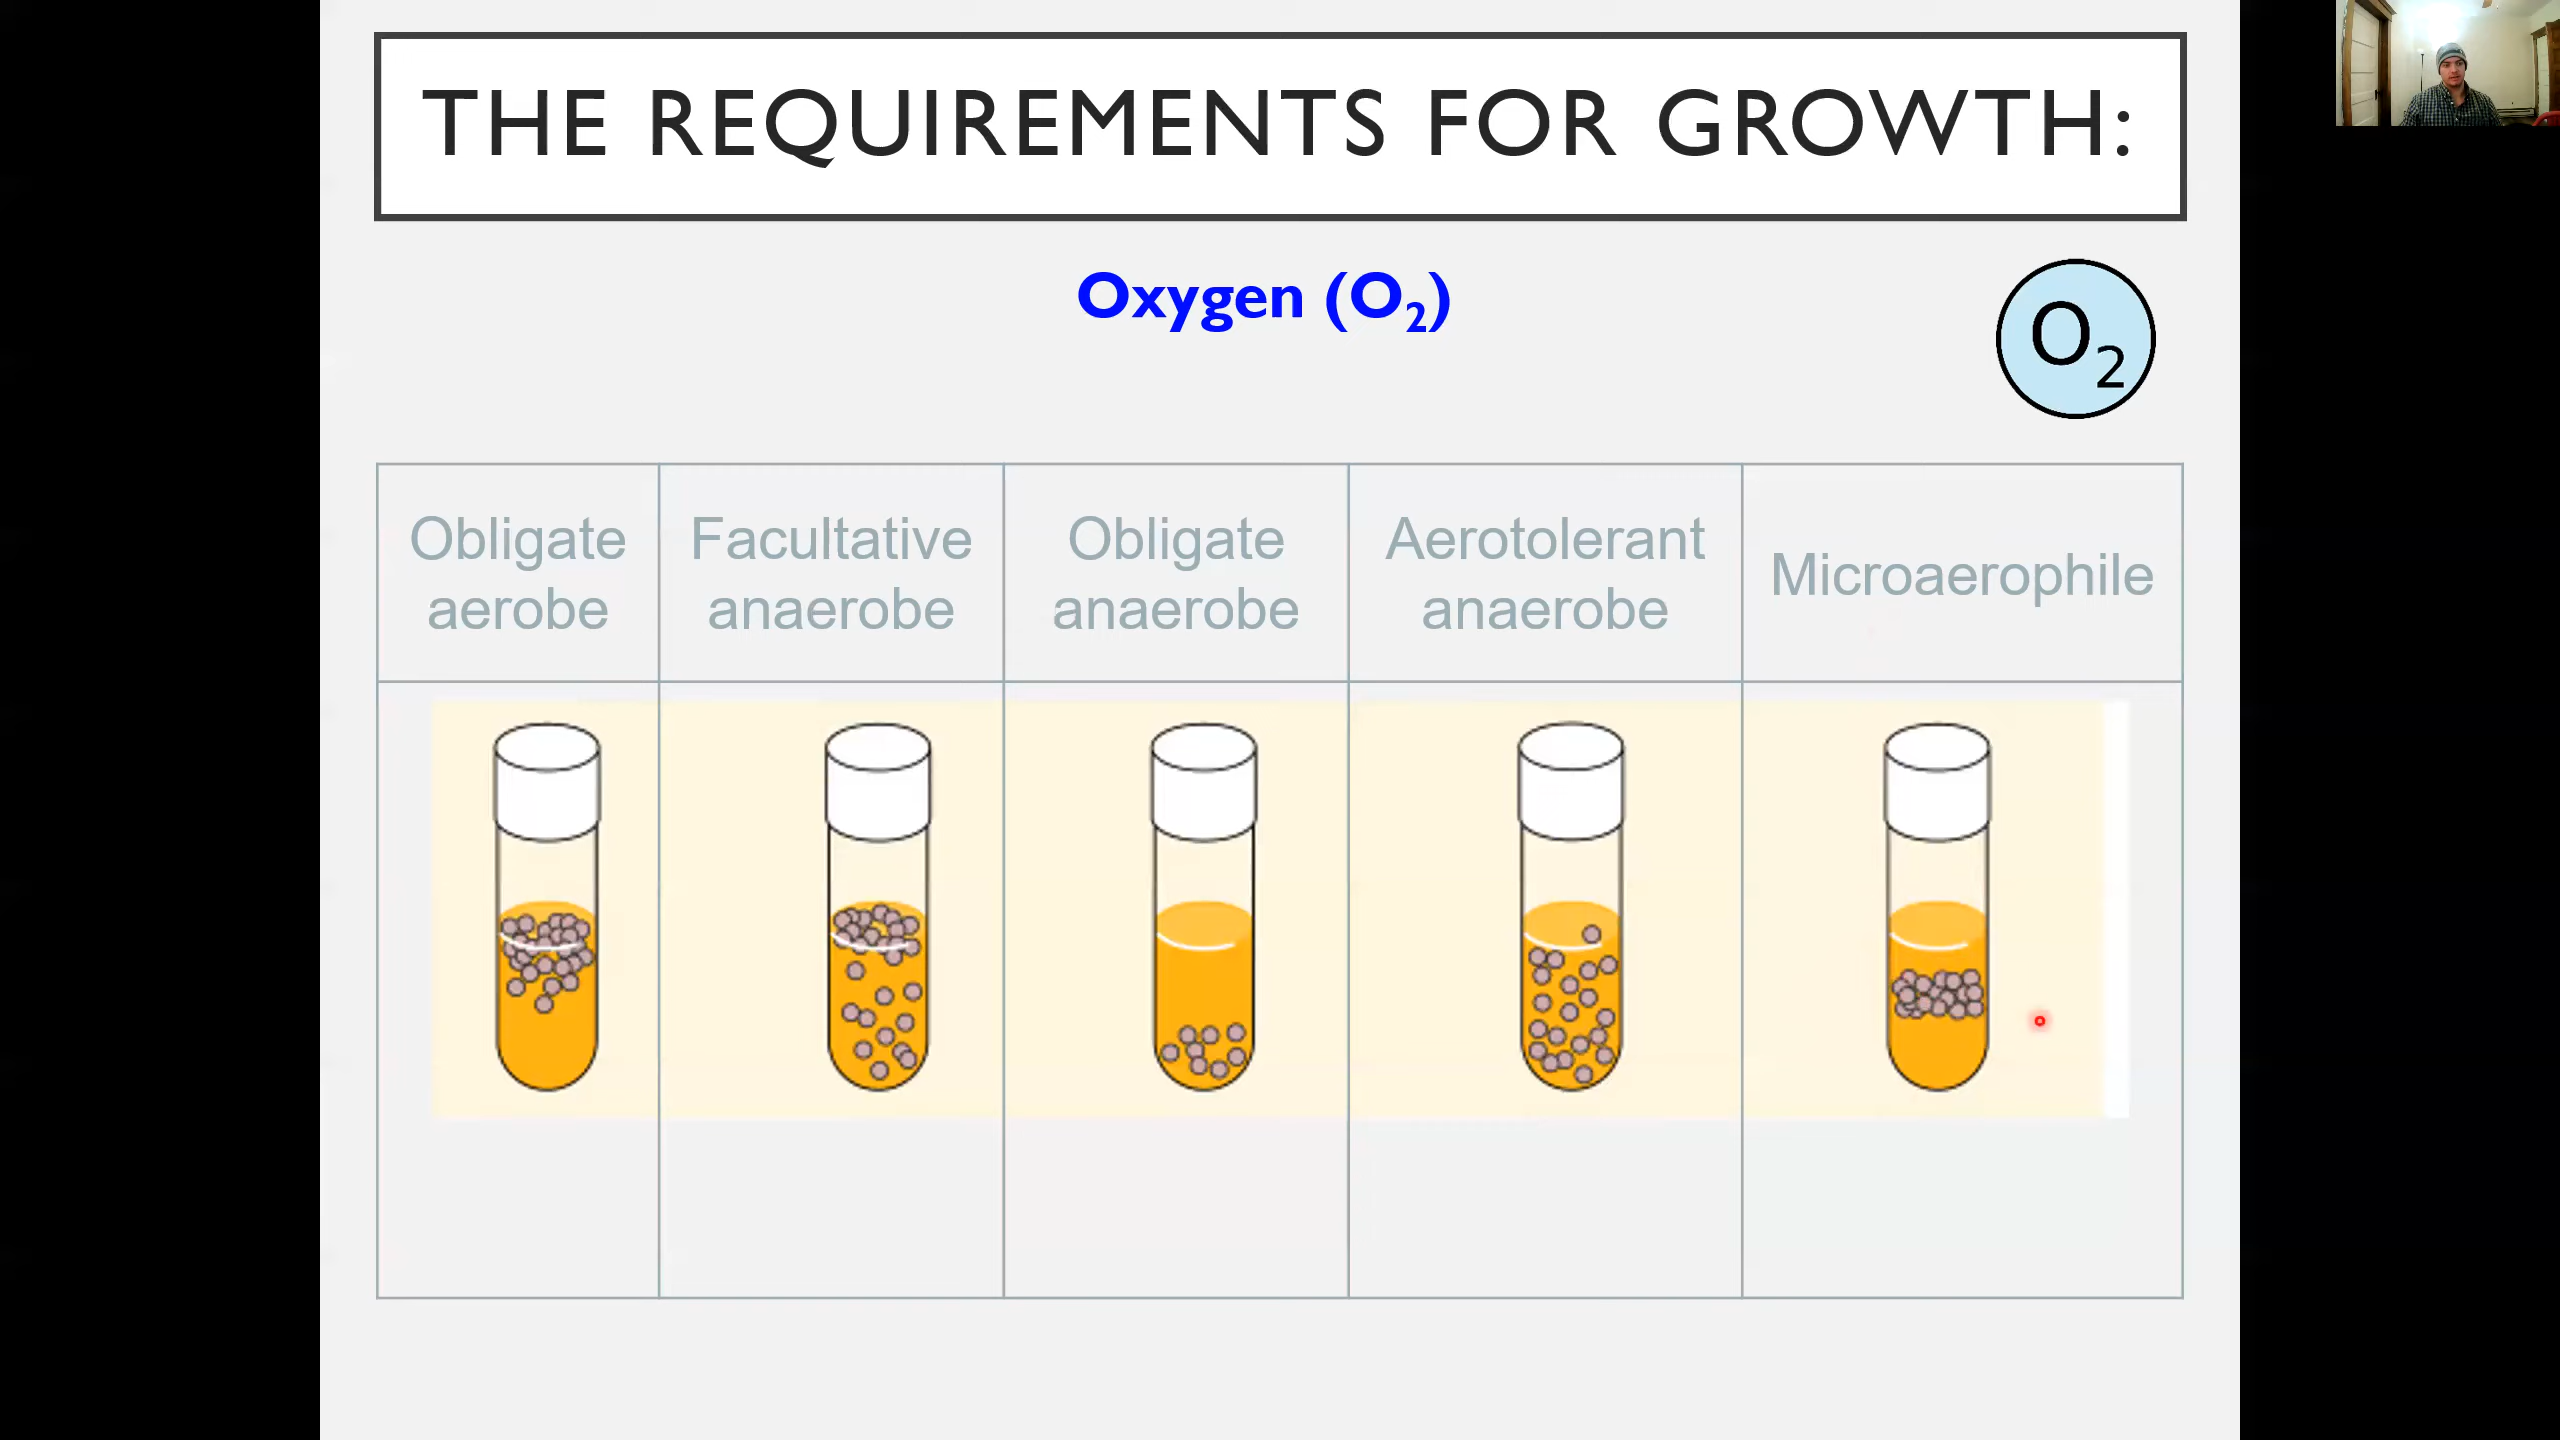 THE REQUIREMENTS FOR GROWTH:
Oxygen (O₂)
O₂
Obligate
aerobe
Facultative
anaerobe
Obligate
anaerobe
Aerotolerant
anaerobe
Microaerophile